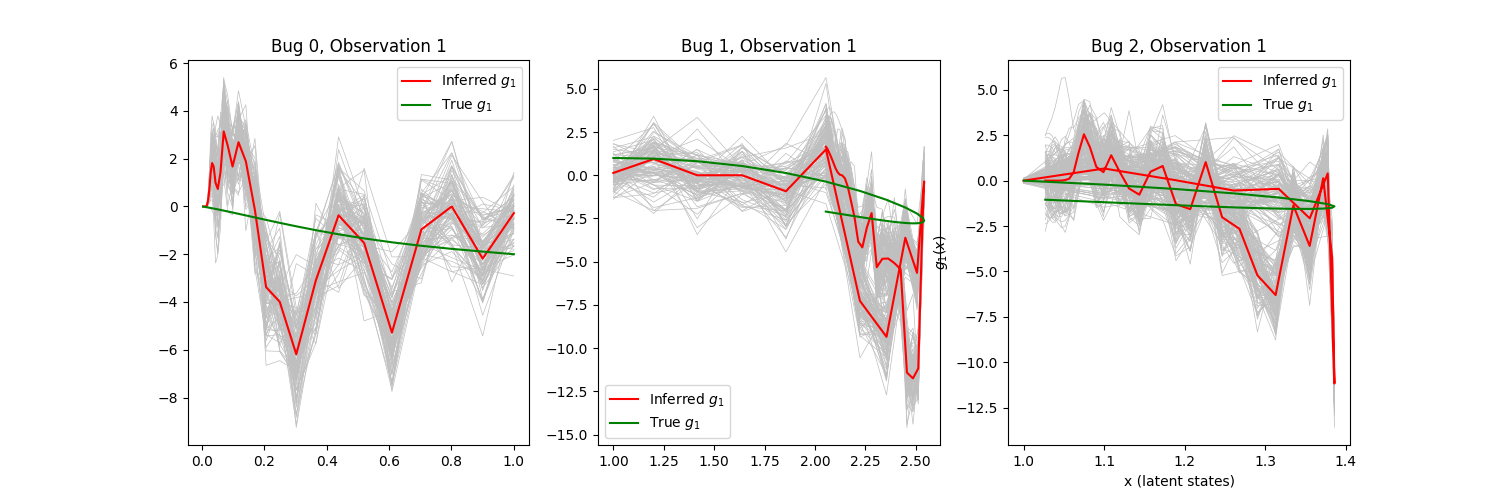 Bug 0, Observation 1
6
4
2
0
−2
−4
−6
−8
0.0 0.2 0.4 0.6 0.8 1.0
Inferred g₁
True g₁
Bug 1, Observation 1
5.0
2.5
0.0
−2.5
−5.0
−7.5
−10.0
−12.5
−15.0
1.00 1.25 1.50 1.75 2.00 2.25 2.50
Inferred g₁
True g₁
Bug 2, Observation 1
g₁(x)
5.0
2.5
0.0
−2.5
−5.0
−7.5
−10.0
−12.5
1.0 1.1 1.2 1.3 1.4
x (latent states)
Inferred g₁
True g₁